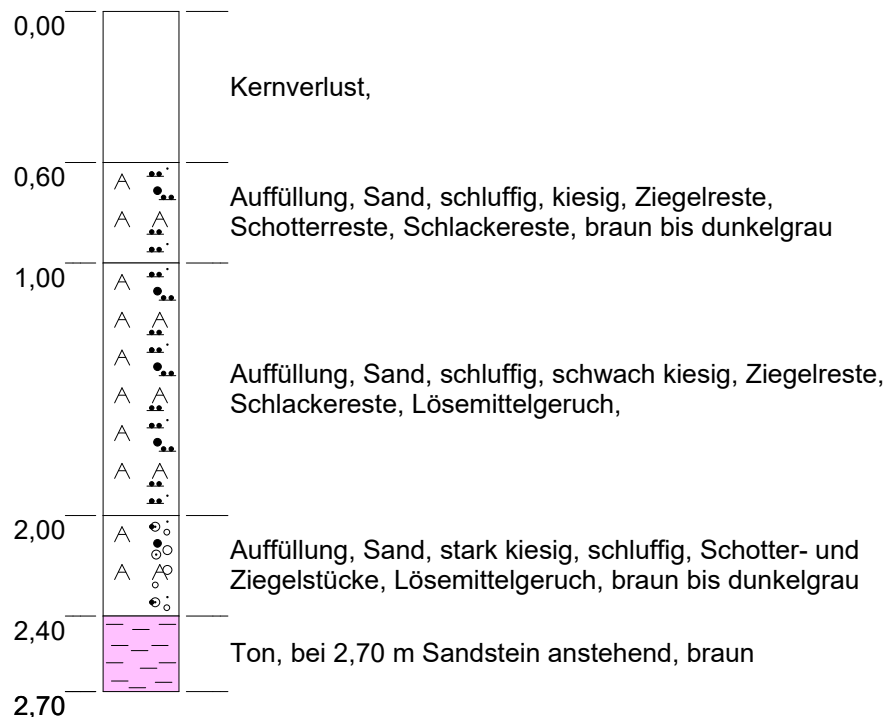 0,00
Kernverlust,
0,60
Auffüllung, Sand, schluffig, kiesig, Ziegelreste,
Schotterreste, Schlackereste, braun bis dunkelgrau
1,00
Auffüllung, Sand, schluffig, schwach kiesig, Ziegelreste,
Schlackereste, Lösemittelgeruch,
2,00
Auffüllung, Sand, stark kiesig, schluffig, Schotter- und
Ziegelstücke, Lösemittelgeruch, braun bis dunkelgrau
2,40
Ton, bei 2,70 m Sandstein anstehend, braun
2,70